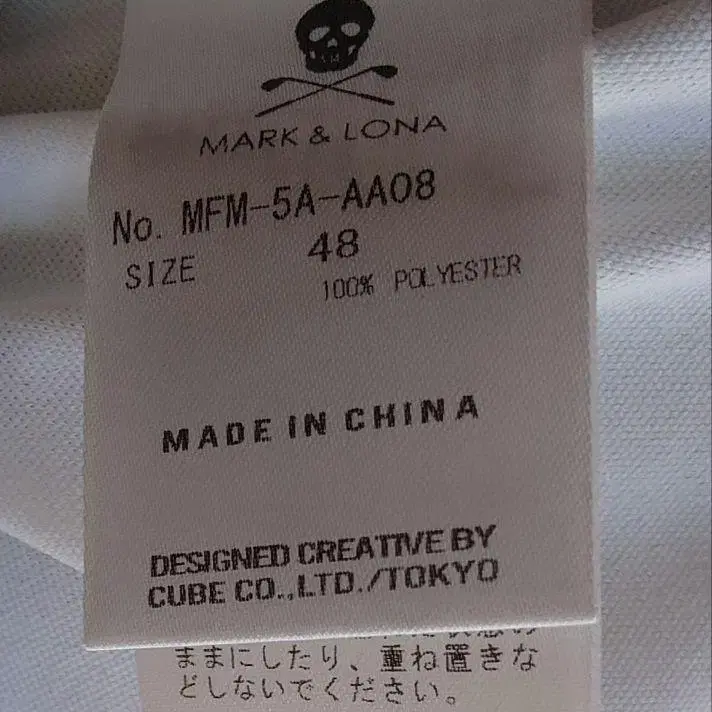 MARK & LONA
No. MFM-5A-AA08
SIZE 48
100% POLYESTER
MADE IN CHINA
DESIGNED CREATIVE BY
CUBE CO.,LTD./TOKYO
ままにしたり、重ね置きな
どしないでください。